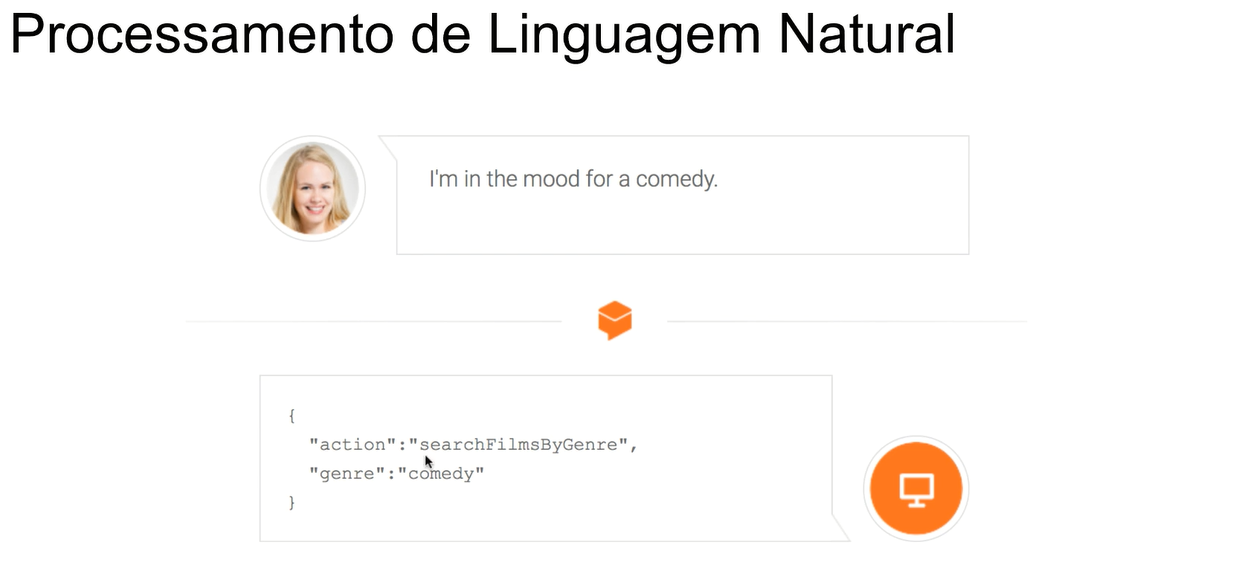 Processamento de Linguagem Natural
I'm in the mood for a comedy.
{
"action":"searchFilmsByGenre",
"genre":"comedy"
}